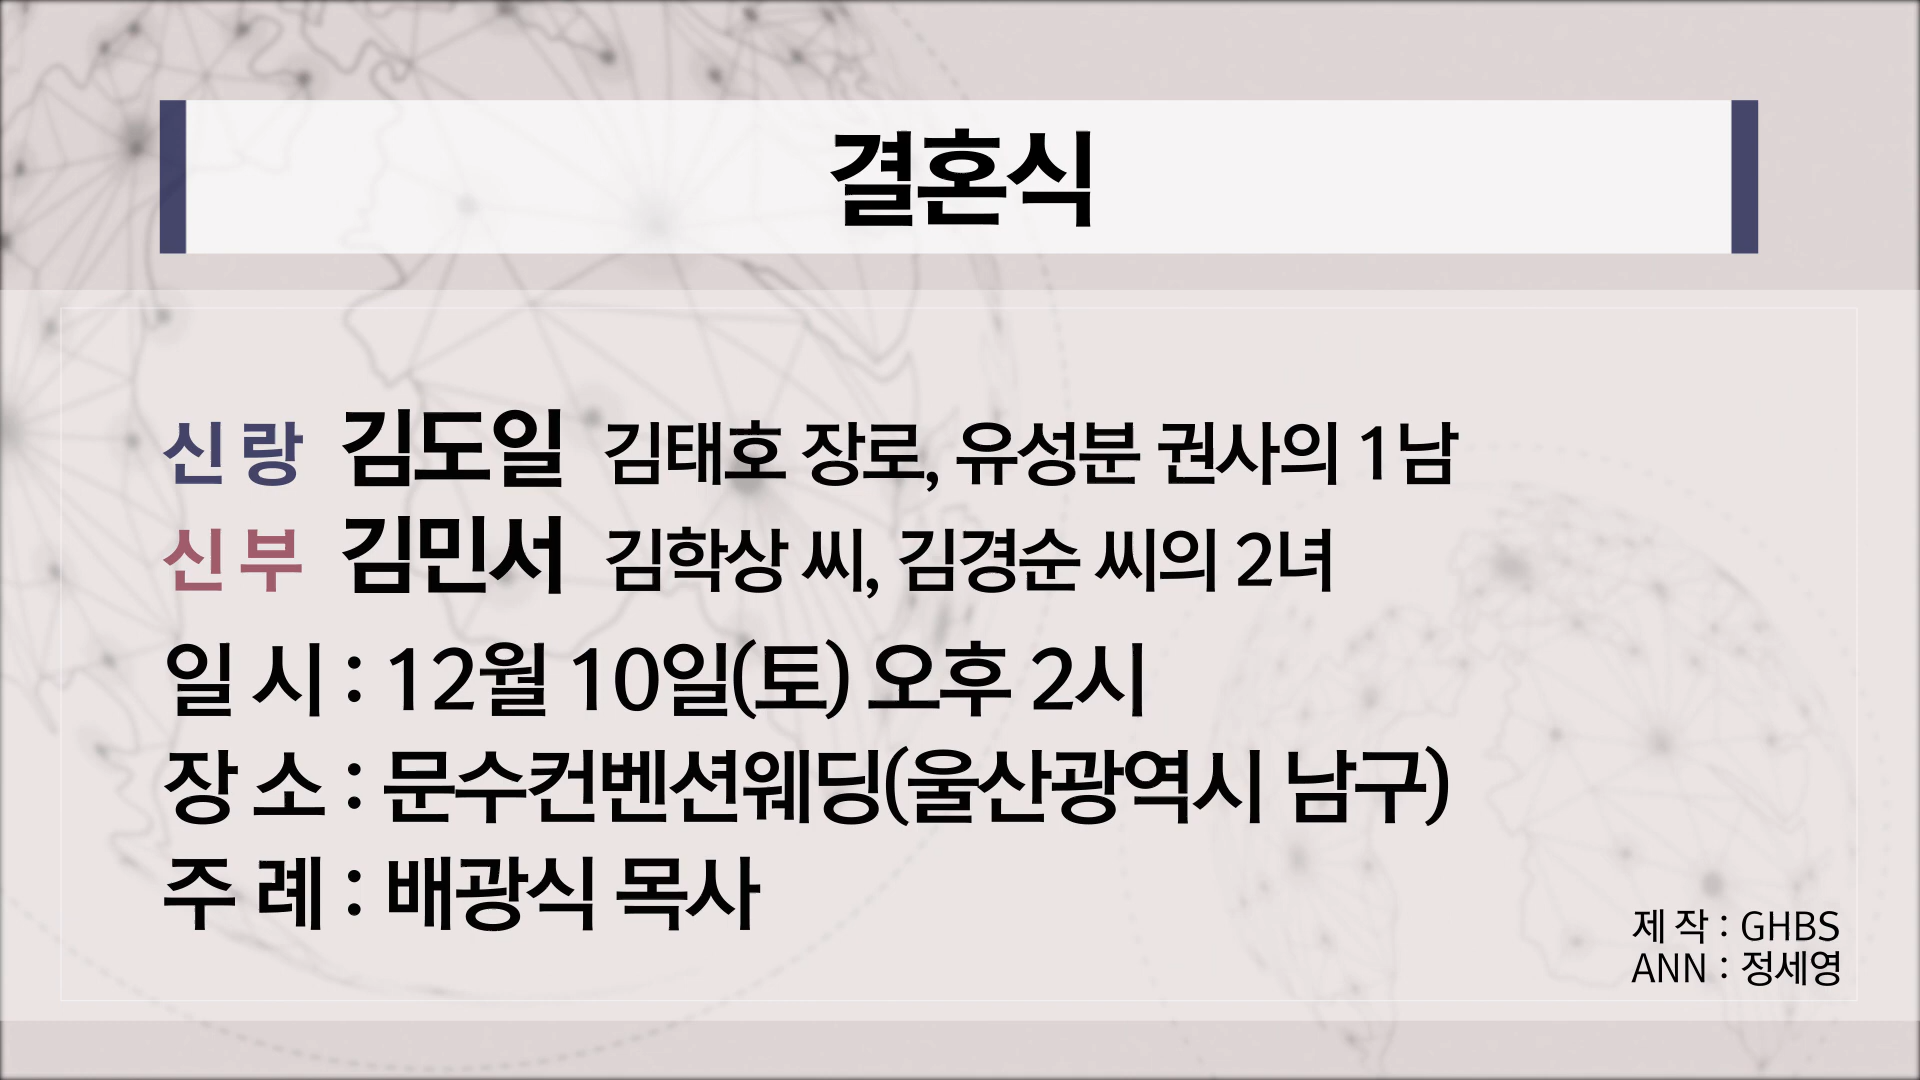 결혼식
신 랑 김도일 김태호 장로, 유성분 권사의 1남
신 부 김민서 김학상 씨, 김경순 씨의 2녀
일 시 : 12월 10일(토) 오후 2시
장 소 : 문수컨벤션웨딩(울산광역시 남구)
주 례 : 배광식 목사
제 작 : GHBS
ANN : 정세영